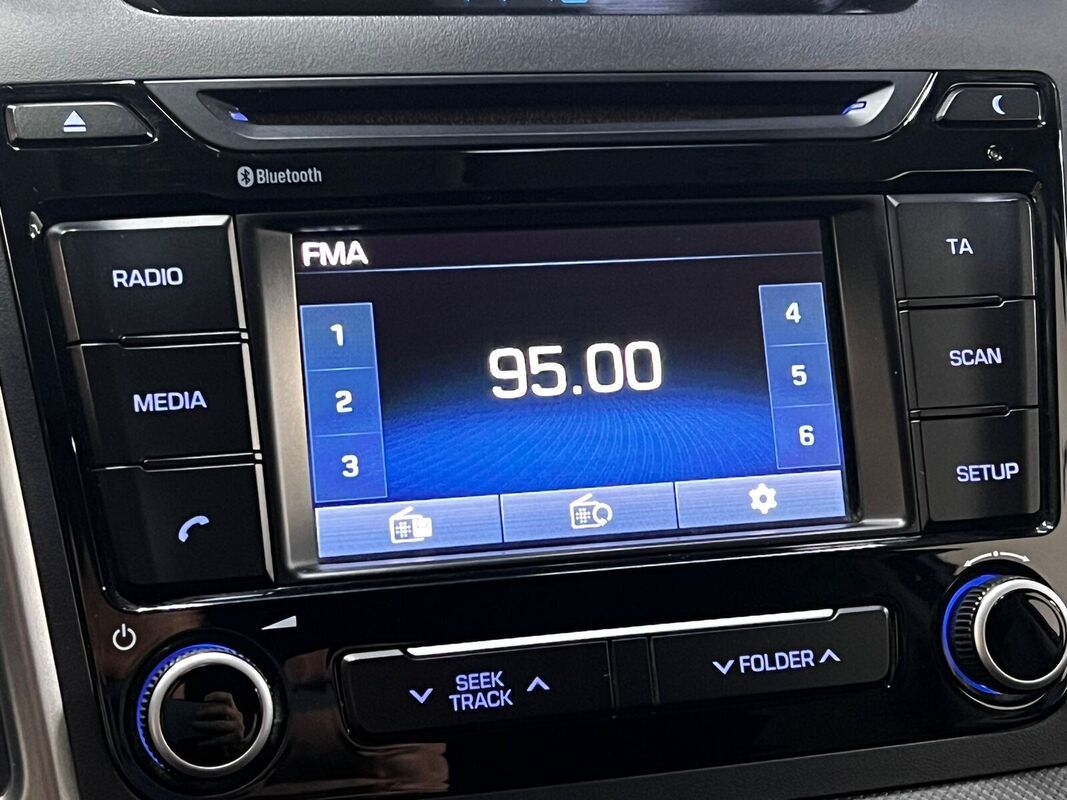 Bluetooth
RADIO
MEDIA
FMA
1
2
3
95.00
4
5
6
TA
SCAN
SETUP
SEEK
TRACK
FOLDER